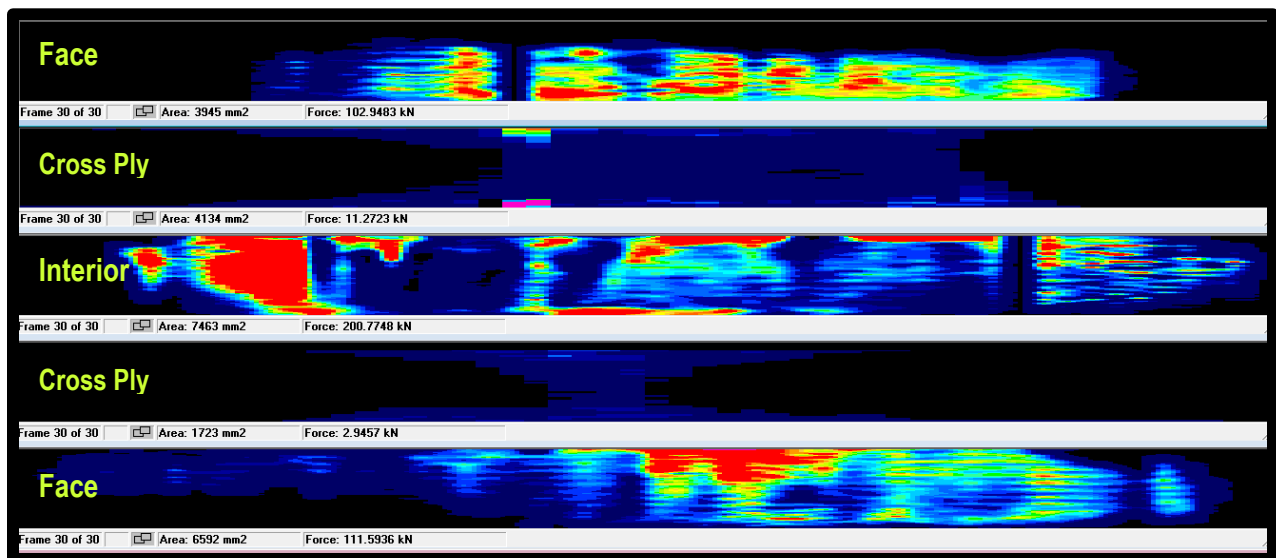 Face
Frame 30 of 30 Area: 3945 mm2 Force: 102.9483 kN
Cross Ply
Frame 30 of 30 Area: 4134 mm2 Force: 11.2723 kN
Interior
Frame 30 of 30 Area: 7463 mm2 Force: 200.7748 kN
Cross Ply
Frame 30 of 30 Area: 1723 mm2 Force: 2.9457 kN
Face
Frame 30 of 30 Area: 6592 mm2 Force: 111.5936 kN